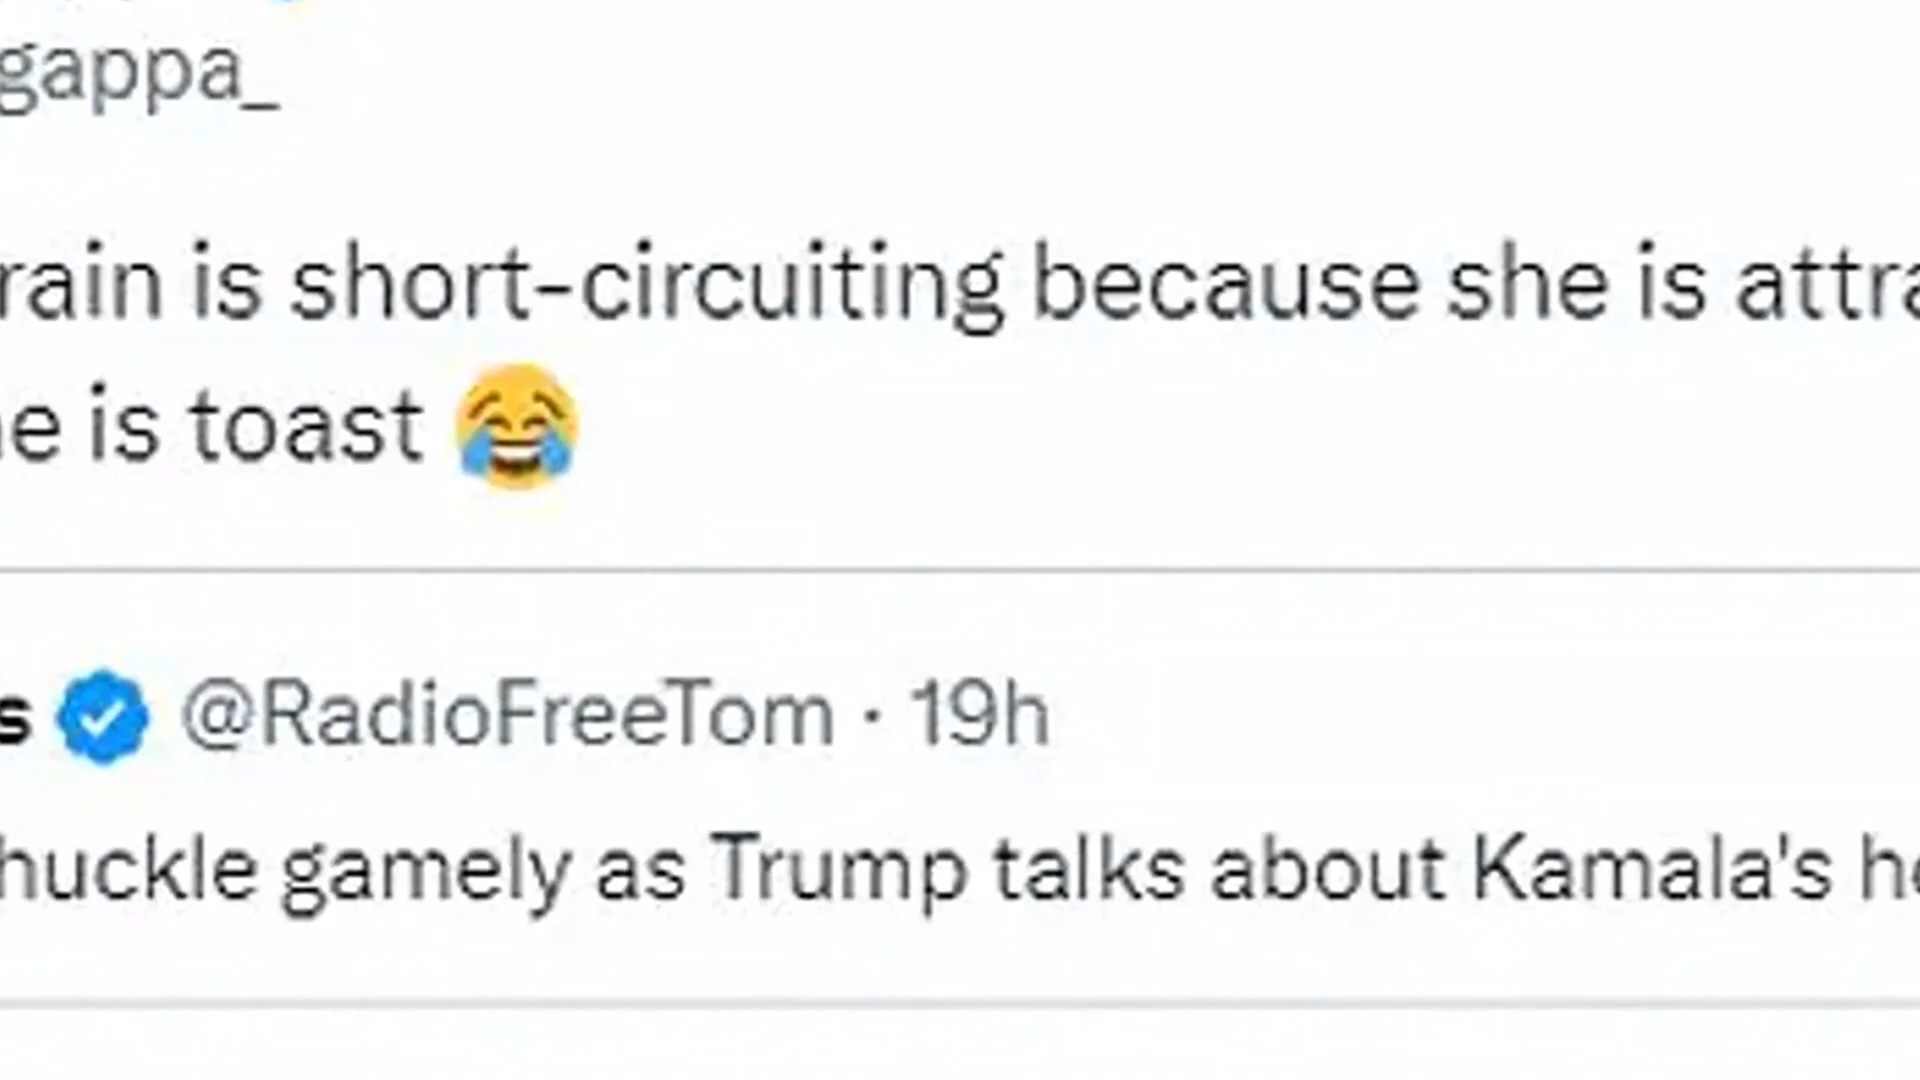 gappa_
rain is short-circuiting because she is attra
e is toast 😂
s @RadioFreeTom · 19h
huckle gamely as Trump talks about Kamala's he